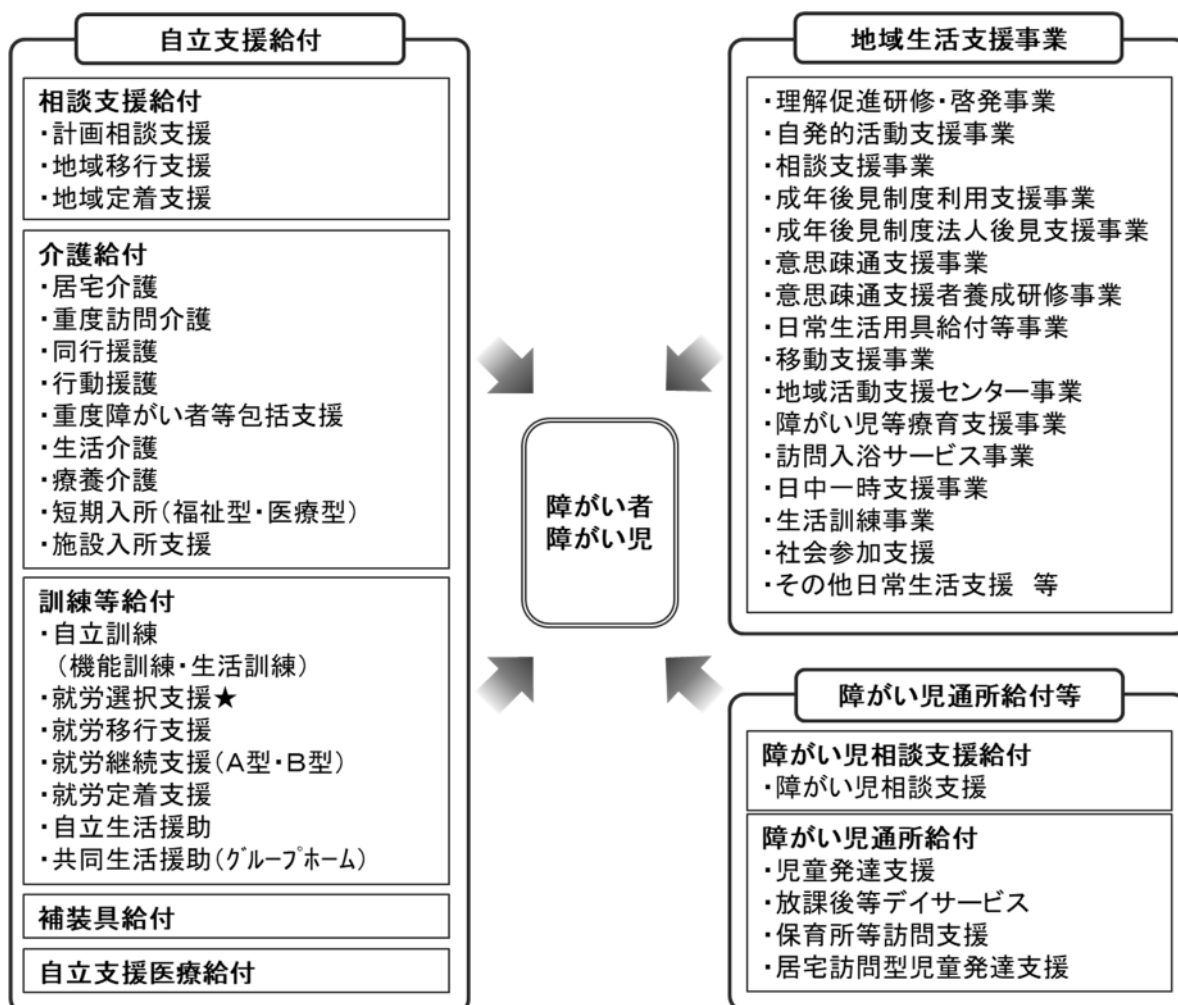 自立支援給付
相談支援給付
・計画相談支援
・地域移行支援
・地域定着支援
介護給付
・居宅介護
・重度訪問介護
・同行援護
・行動援護
・重度障がい者等包括支援
・生活介護
・療養介護
・短期入所(福祉型・医療型)
・施設入所支援
訓練等給付
・自立訓練
(機能訓練・生活訓練)
・就労選択支援★
・就労移行支援
・就労継続支援(A型・B型)
・就労定着支援
・自立生活援助
・共同生活援助(グループホーム)
補装具給付
自立支援医療給付
障がい者
障がい児
地域生活支援事業
・理解促進研修・啓発事業
・自発的活動支援事業
・相談支援事業
・成年後見制度利用支援事業
・成年後見制度法人後見支援事業
・意思疎通支援事業
・意思疎通支援者養成研修事業
・日常生活用具給付等事業
・移動支援事業
・地域活動支援センター事業
・障がい児等療育支援事業
・訪問入浴サービス事業
・日中一時支援事業
・生活訓練事業
・社会参加支援
・その他日常生活支援 等
障がい児通所給付等
障がい児相談支援給付
・障がい児相談支援
障がい児通所給付
・児童発達支援
・放課後等デイサービス
・保育所等訪問支援
・居宅訪問型児童発達支援